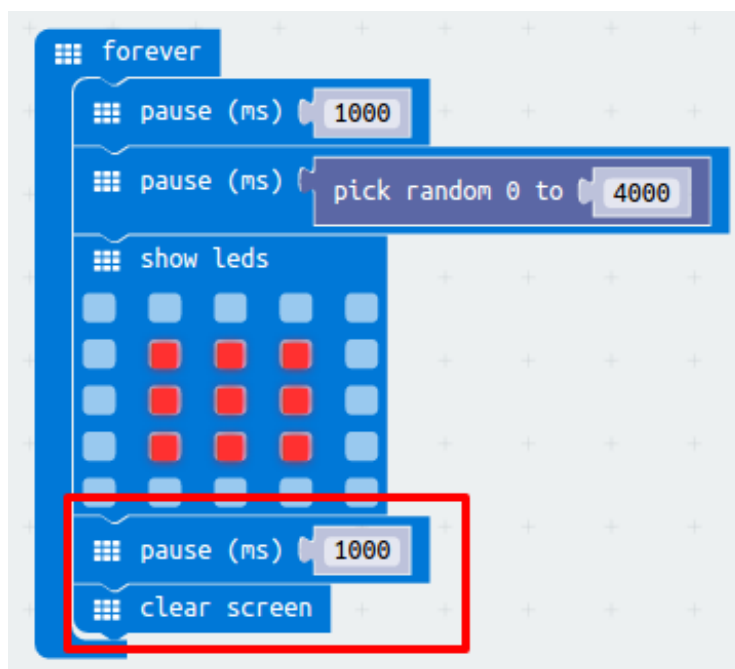 forever
pause (ms) 1000
pause (ms) pick random 0 to 4000
show leds
pause (ms) 1000
clear screen